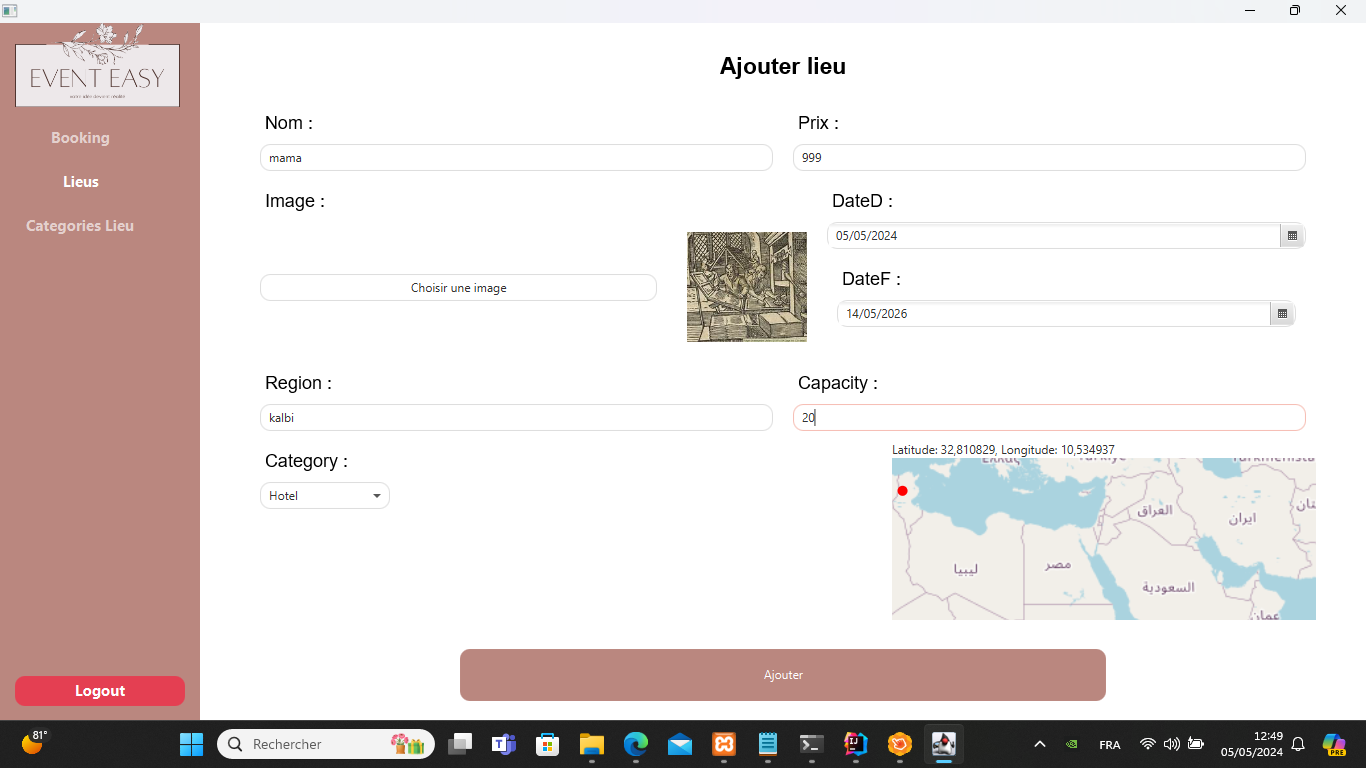 EVENT EASY
Booking
Lieus
Categories Lieu
Logout
Ajouter lieu
Nom :
Prix :
mama
999
Image :
DateD :
05/05/2024
Choisir une image
DateF :
14/05/2026
Region :
Capacity :
kalbi
20
Latitude: 32,810829, Longitude: 10,534937
Category :
Hotel
العراق
ايران
ليبيا
مصر
السعودية
عمان
Ajouter
81°
Rechercher
FRA
12:49
05/05/2024
PRE